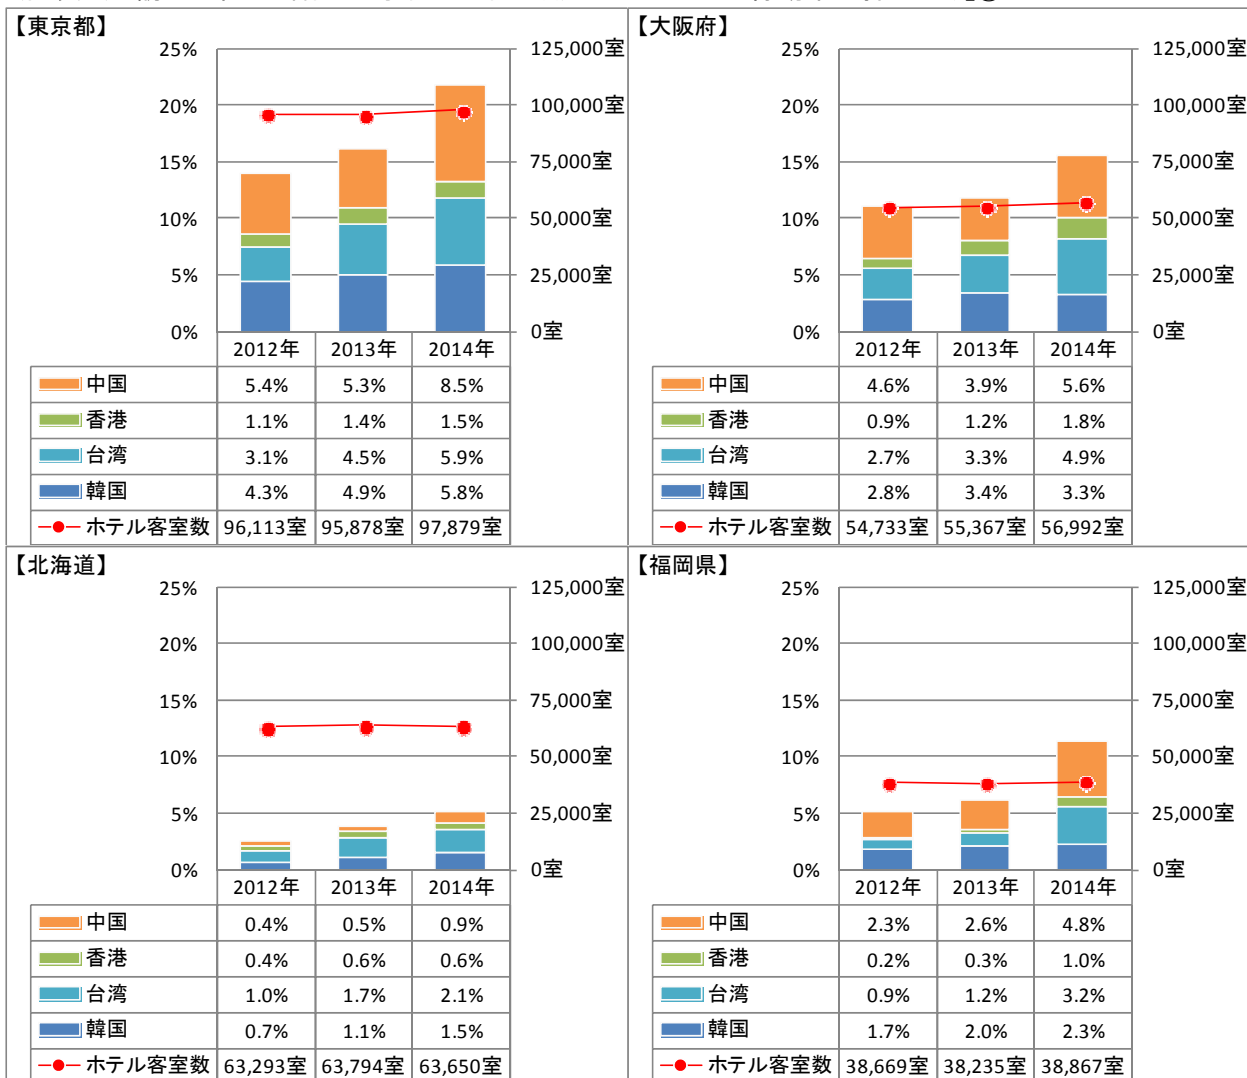 【東京都】
25% 125,000室
20% 100,000室
15% 75,000室
10% 50,000室
5% 25,000室
0% 0室
2012年 2013年 2014年
中国 5.4% 5.3% 8.5%
香港 1.1% 1.4% 1.5%
台湾 3.1% 4.5% 5.9%
韓国 4.3% 4.9% 5.8%
ホテル客室数 96,113室 95,878室 97,879室
【大阪府】
25% 125,000室
20% 100,000室
15% 75,000室
10% 50,000室
5% 25,000室
0% 0室
2012年 2013年 2014年
中国 4.6% 3.9% 5.6%
香港 0.9% 1.2% 1.8%
台湾 2.7% 3.3% 4.9%
韓国 2.8% 3.4% 3.3%
ホテル客室数 54,733室 55,367室 56,992室
【北海道】
25% 125,000室
20% 100,000室
15% 75,000室
10% 50,000室
5% 25,000室
0% 0室
2012年 2013年 2014年
中国 0.4% 0.5% 0.9%
香港 0.4% 0.6% 0.6%
台湾 1.0% 1.7% 2.1%
韓国 0.7% 1.1% 1.5%
ホテル客室数 63,293室 63,794室 63,650室
【福岡県】
25% 125,000室
20% 100,000室
15% 75,000室
10% 50,000室
5% 25,000室
0% 0室
2012年 2013年 2014年
中国 2.3% 2.6% 4.8%
香港 0.2% 0.3% 1.0%
台湾 0.9% 1.2% 3.2%
韓国 1.7% 2.0% 2.3%
ホテル客室数 38,669室 38,235室 38,867室